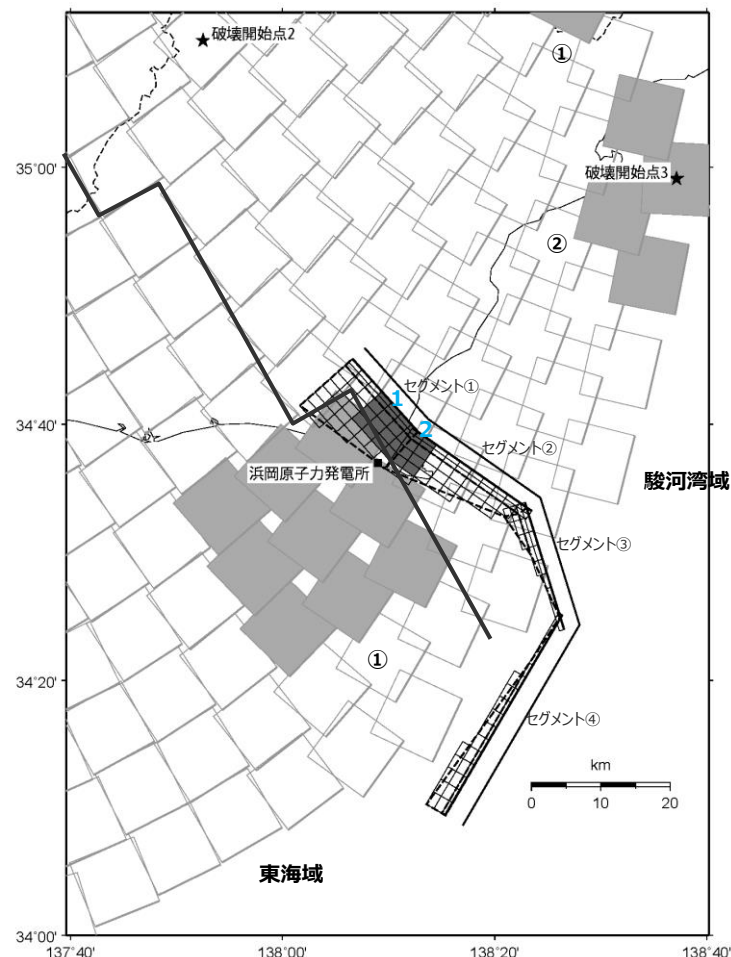 破壊開始点2
①
35°00'
破壊開始点3
②
セグメント①
1
34°40'
2
セグメント②
浜岡原子力発電所
駿河湾域
セグメント③
①
34°20'
セグメント④
km
0 10 20
東海域
34°00'
137°40' 138°00' 138°20' 138°40'